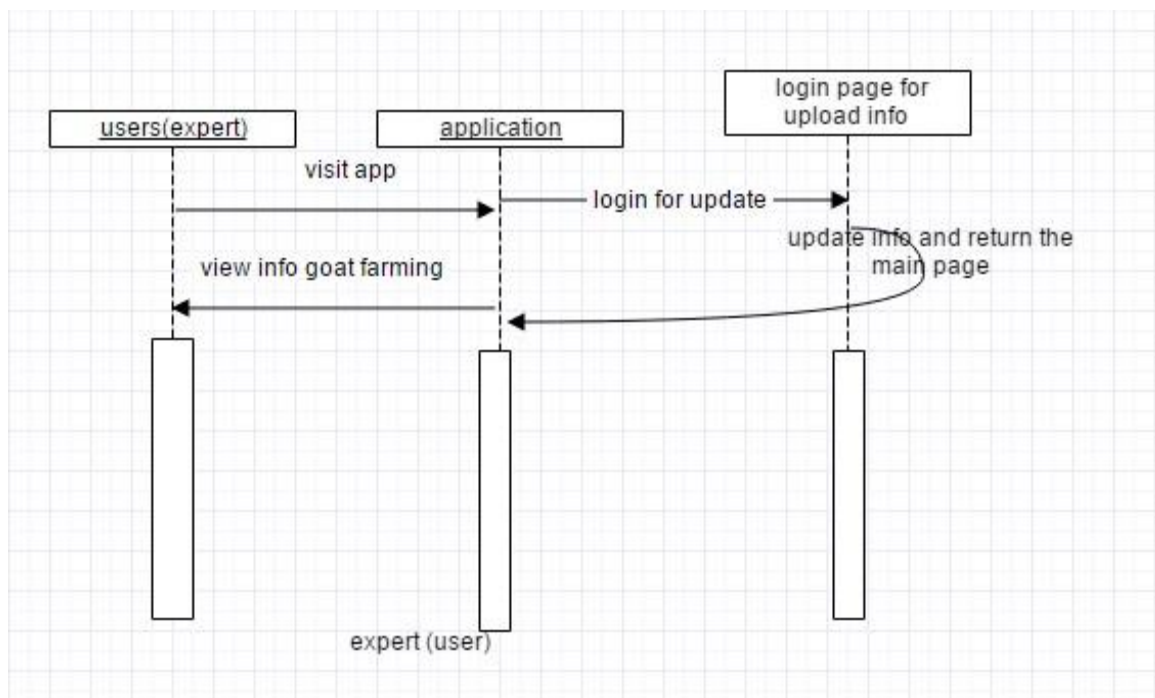 login page for
upload info
users(expert)
application
visit app
login for update
update info and return the
main page
view info goat farming
expert (user)